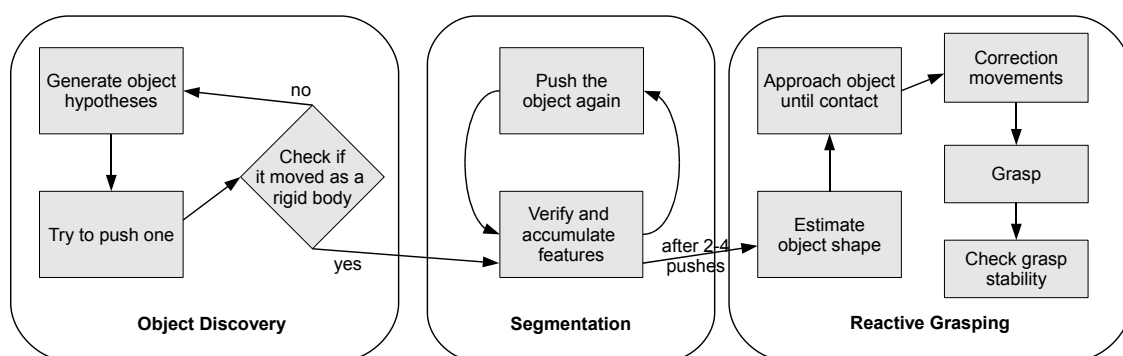 Generate object
hypotheses
Try to push one
no
Check if
it moved as a
rigid body
yes
Object Discovery
Push the
object again
Verify and
accumulate
features
after 2-4
pushes
Segmentation
Approach object
until contact
Estimate
object shape
Correction
movements
Grasp
Check grasp
stability
Reactive Grasping